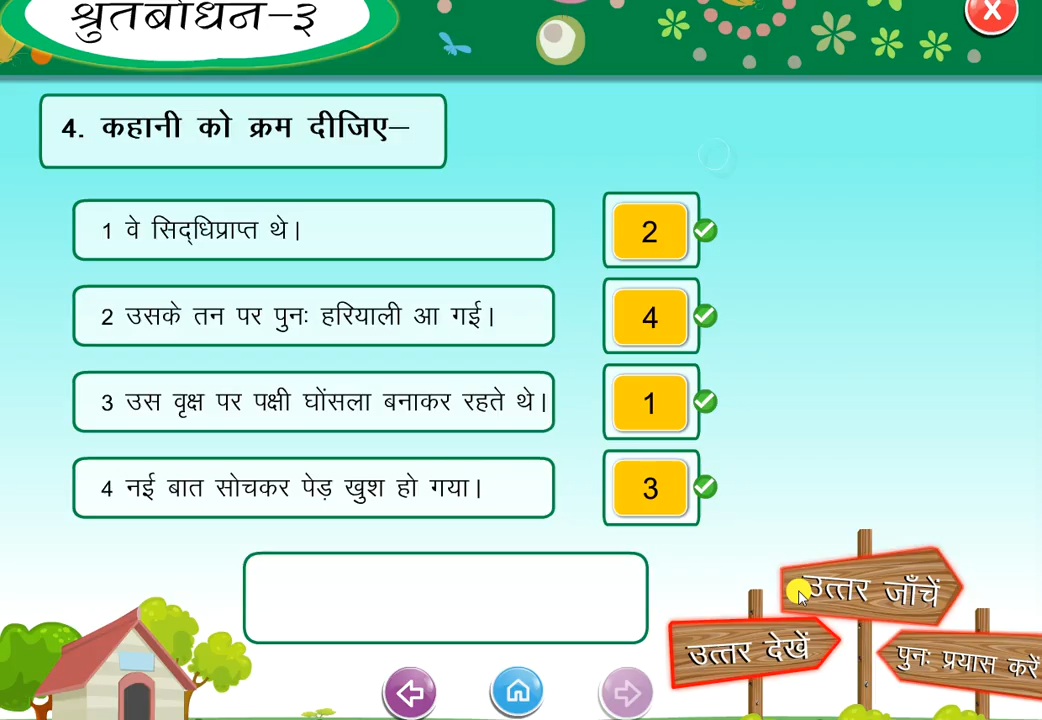 श्रुतबोधन–३
4. कहानी को क्रम दीजिए–
1 वे सिद्‌धिप्राप्त थे। 2
2 उसके तन पर पुनः हरियाली आ गई। 4
3 उस वृक्ष पर पक्षी घोंसला बनाकर रहते थे। 1
4 नई बात सोचकर पेड़ खुश हो गया। 3
उत्तर जाँचें
उत्तर देखें
पुनः प्रयास करें